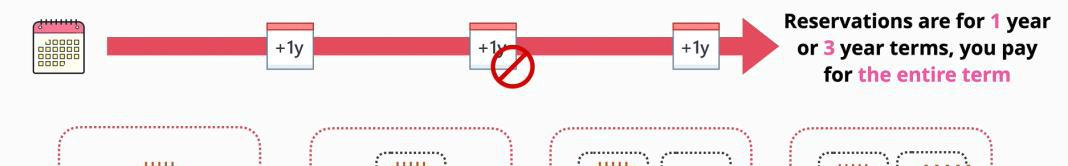 +1y
+1y
+1y
Reservations are for 1 year
or 3 year terms, you pay
for the entire term